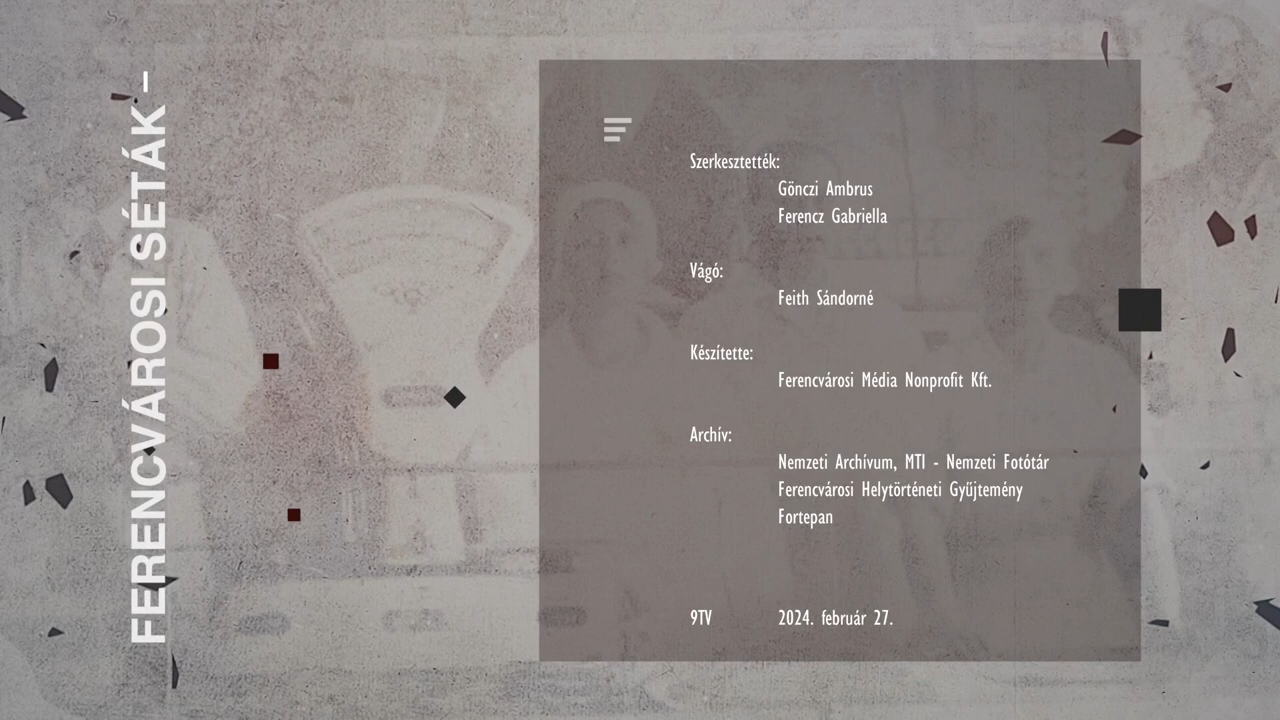 FERENCVÁROSI SÉTÁK –
Szerkesztették:
Gönczi Ambrus
Ferencz Gabriella
Vágó:
Feith Sándorné
Készítette:
Ferencvárosi Média Nonprofit Kft.
Archív:
Nemzeti Archívum, MTI - Nemzeti Fotótár
Ferencvárosi Helytörténeti Gyűjtemény
Fortepan
9TV 2024. február 27.